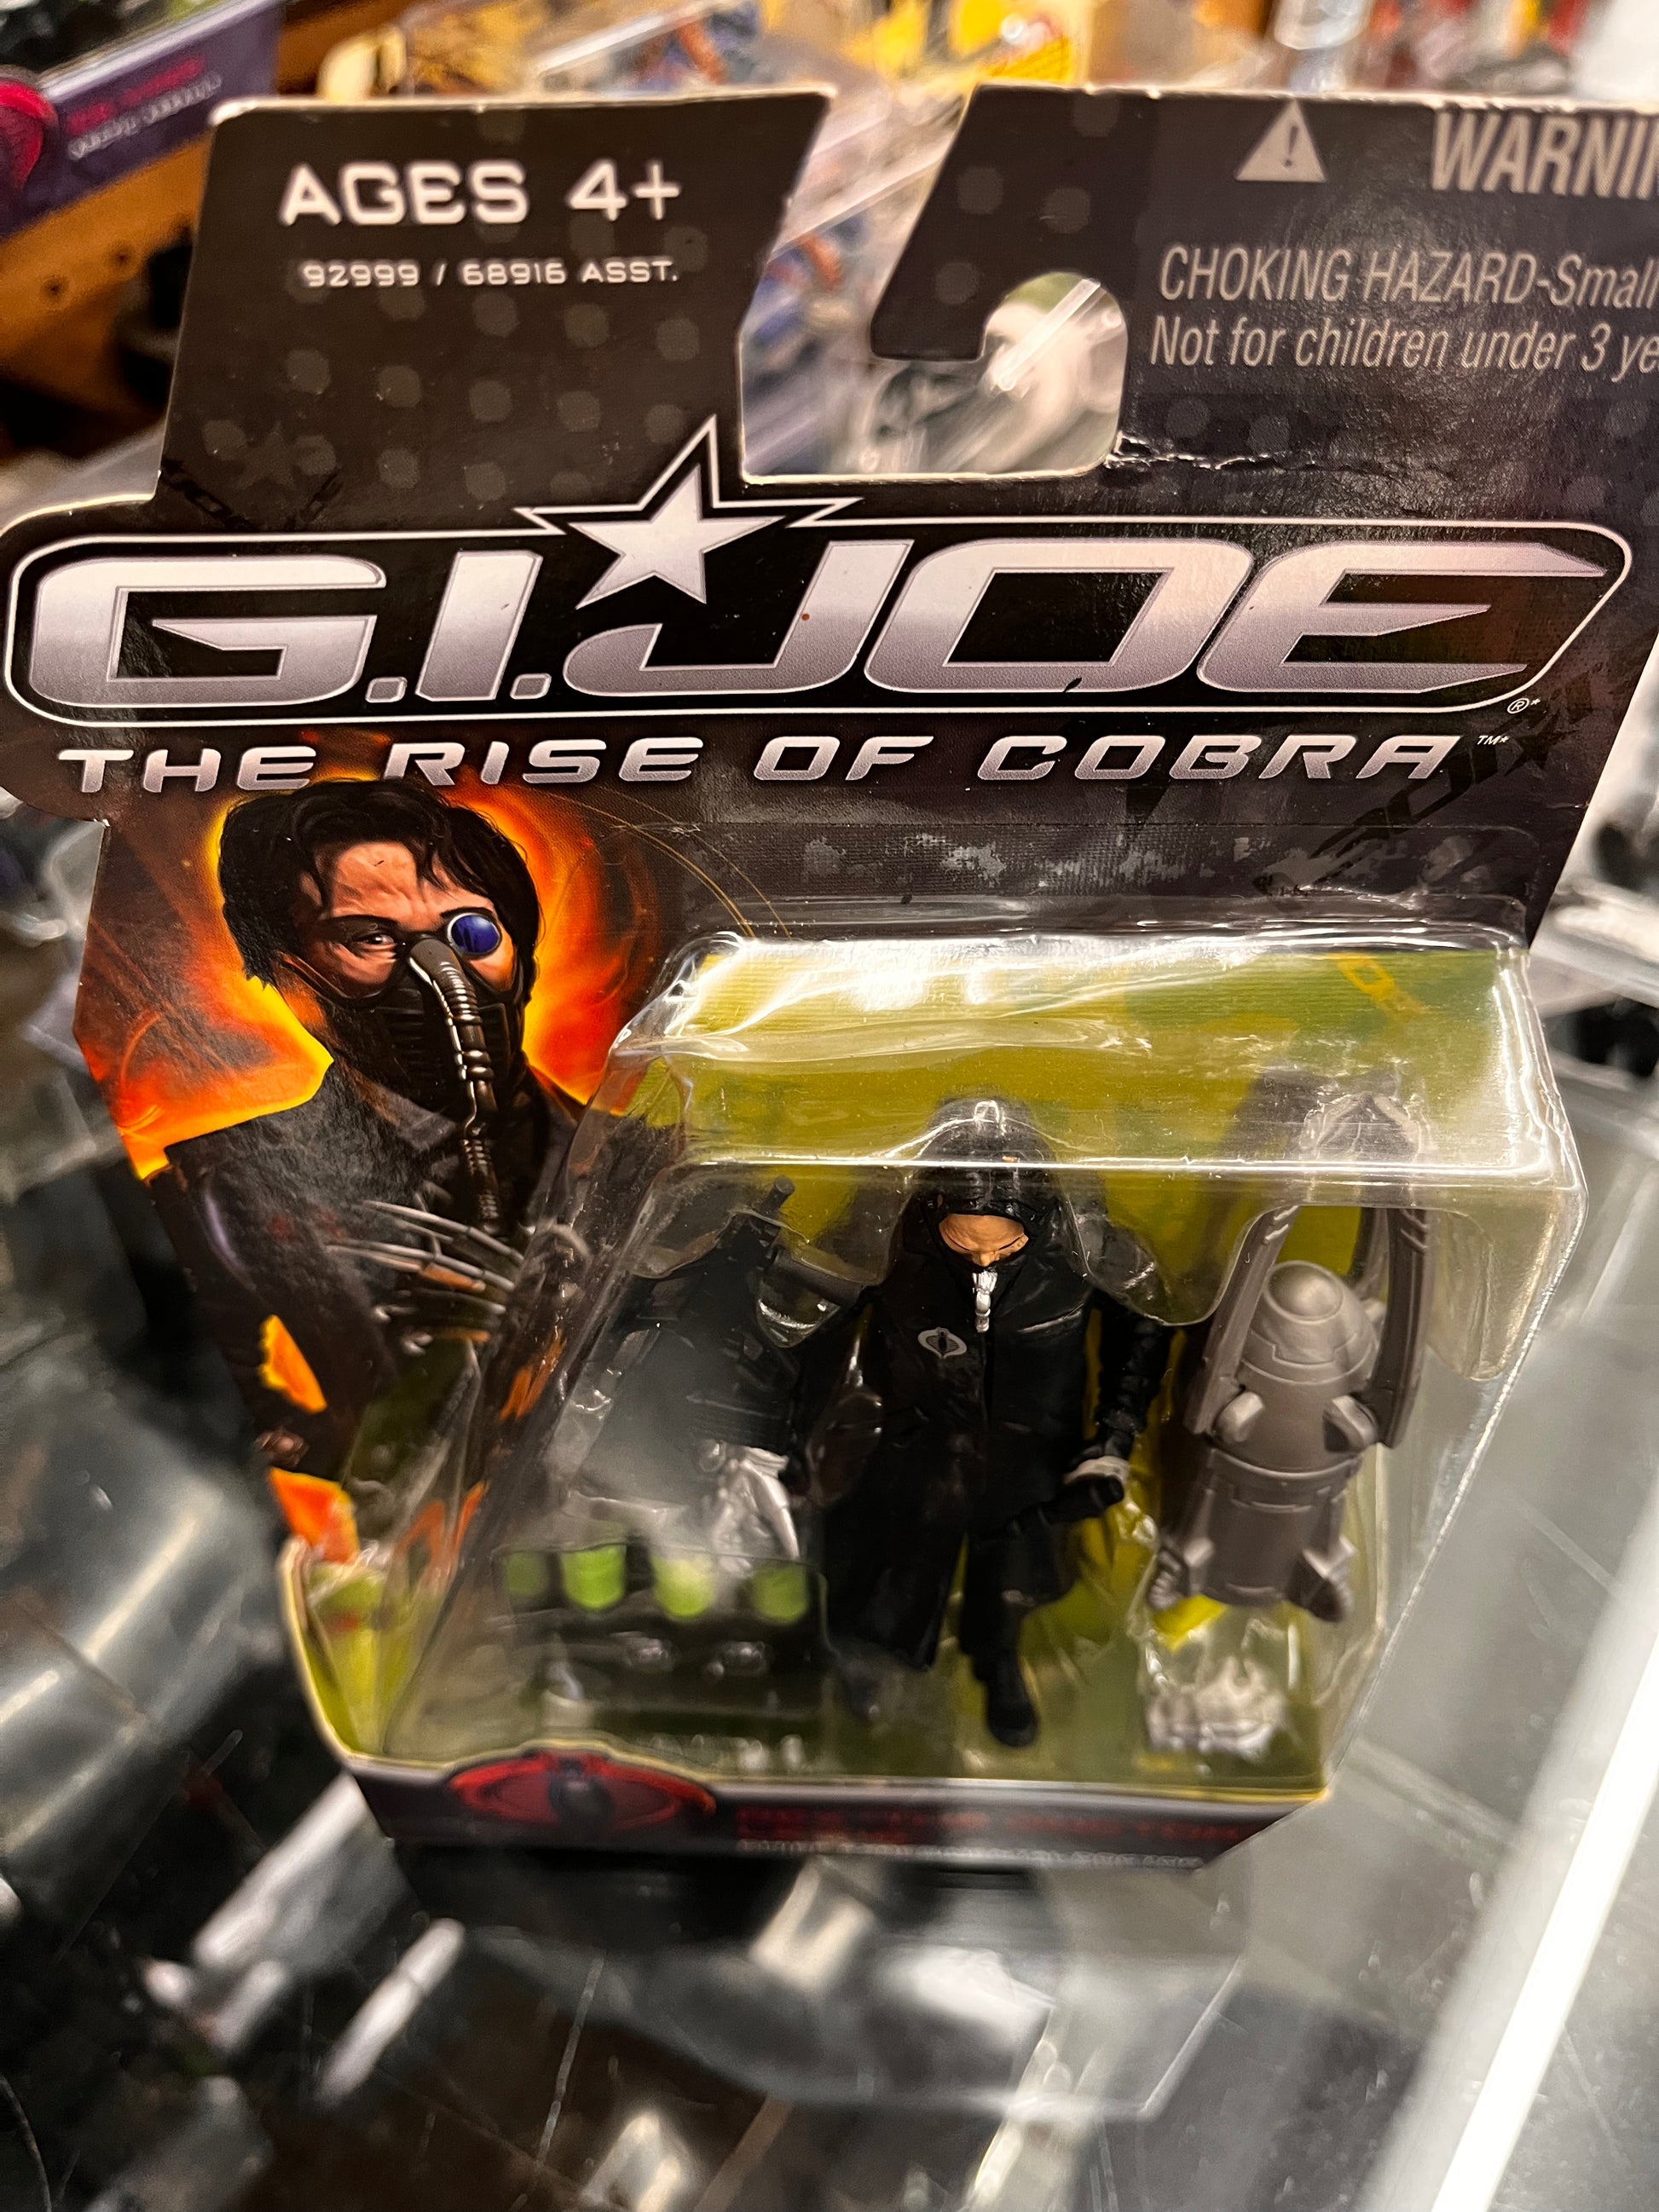 AGES 4+
92999 / 68916 ASST.
WARNIN
CHOKING HAZARD-Small
Not for children under 3 ye
G.I.JOE ®*
THE RISE OF COBRA ™*